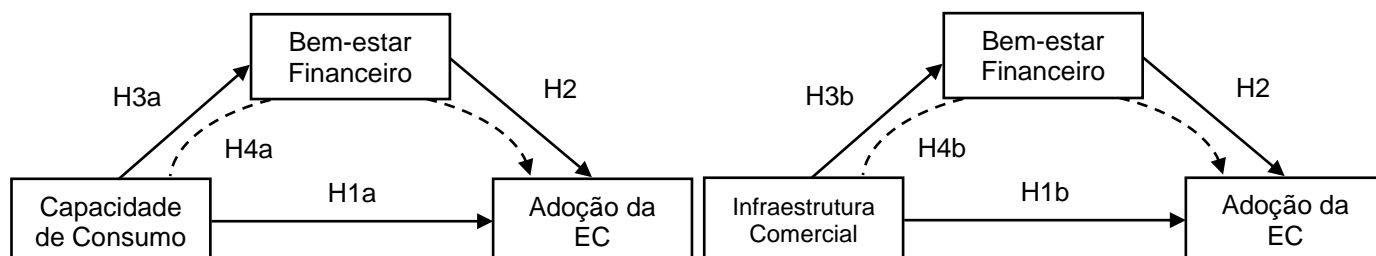 Bem-estar
Financeiro
H3a
H2
H4a
H1a
Capacidade
de Consumo
Adoção da
EC
Bem-estar
Financeiro
H3b
H2
H4b
H1b
Infraestrutura
Comercial
Adoção da
EC